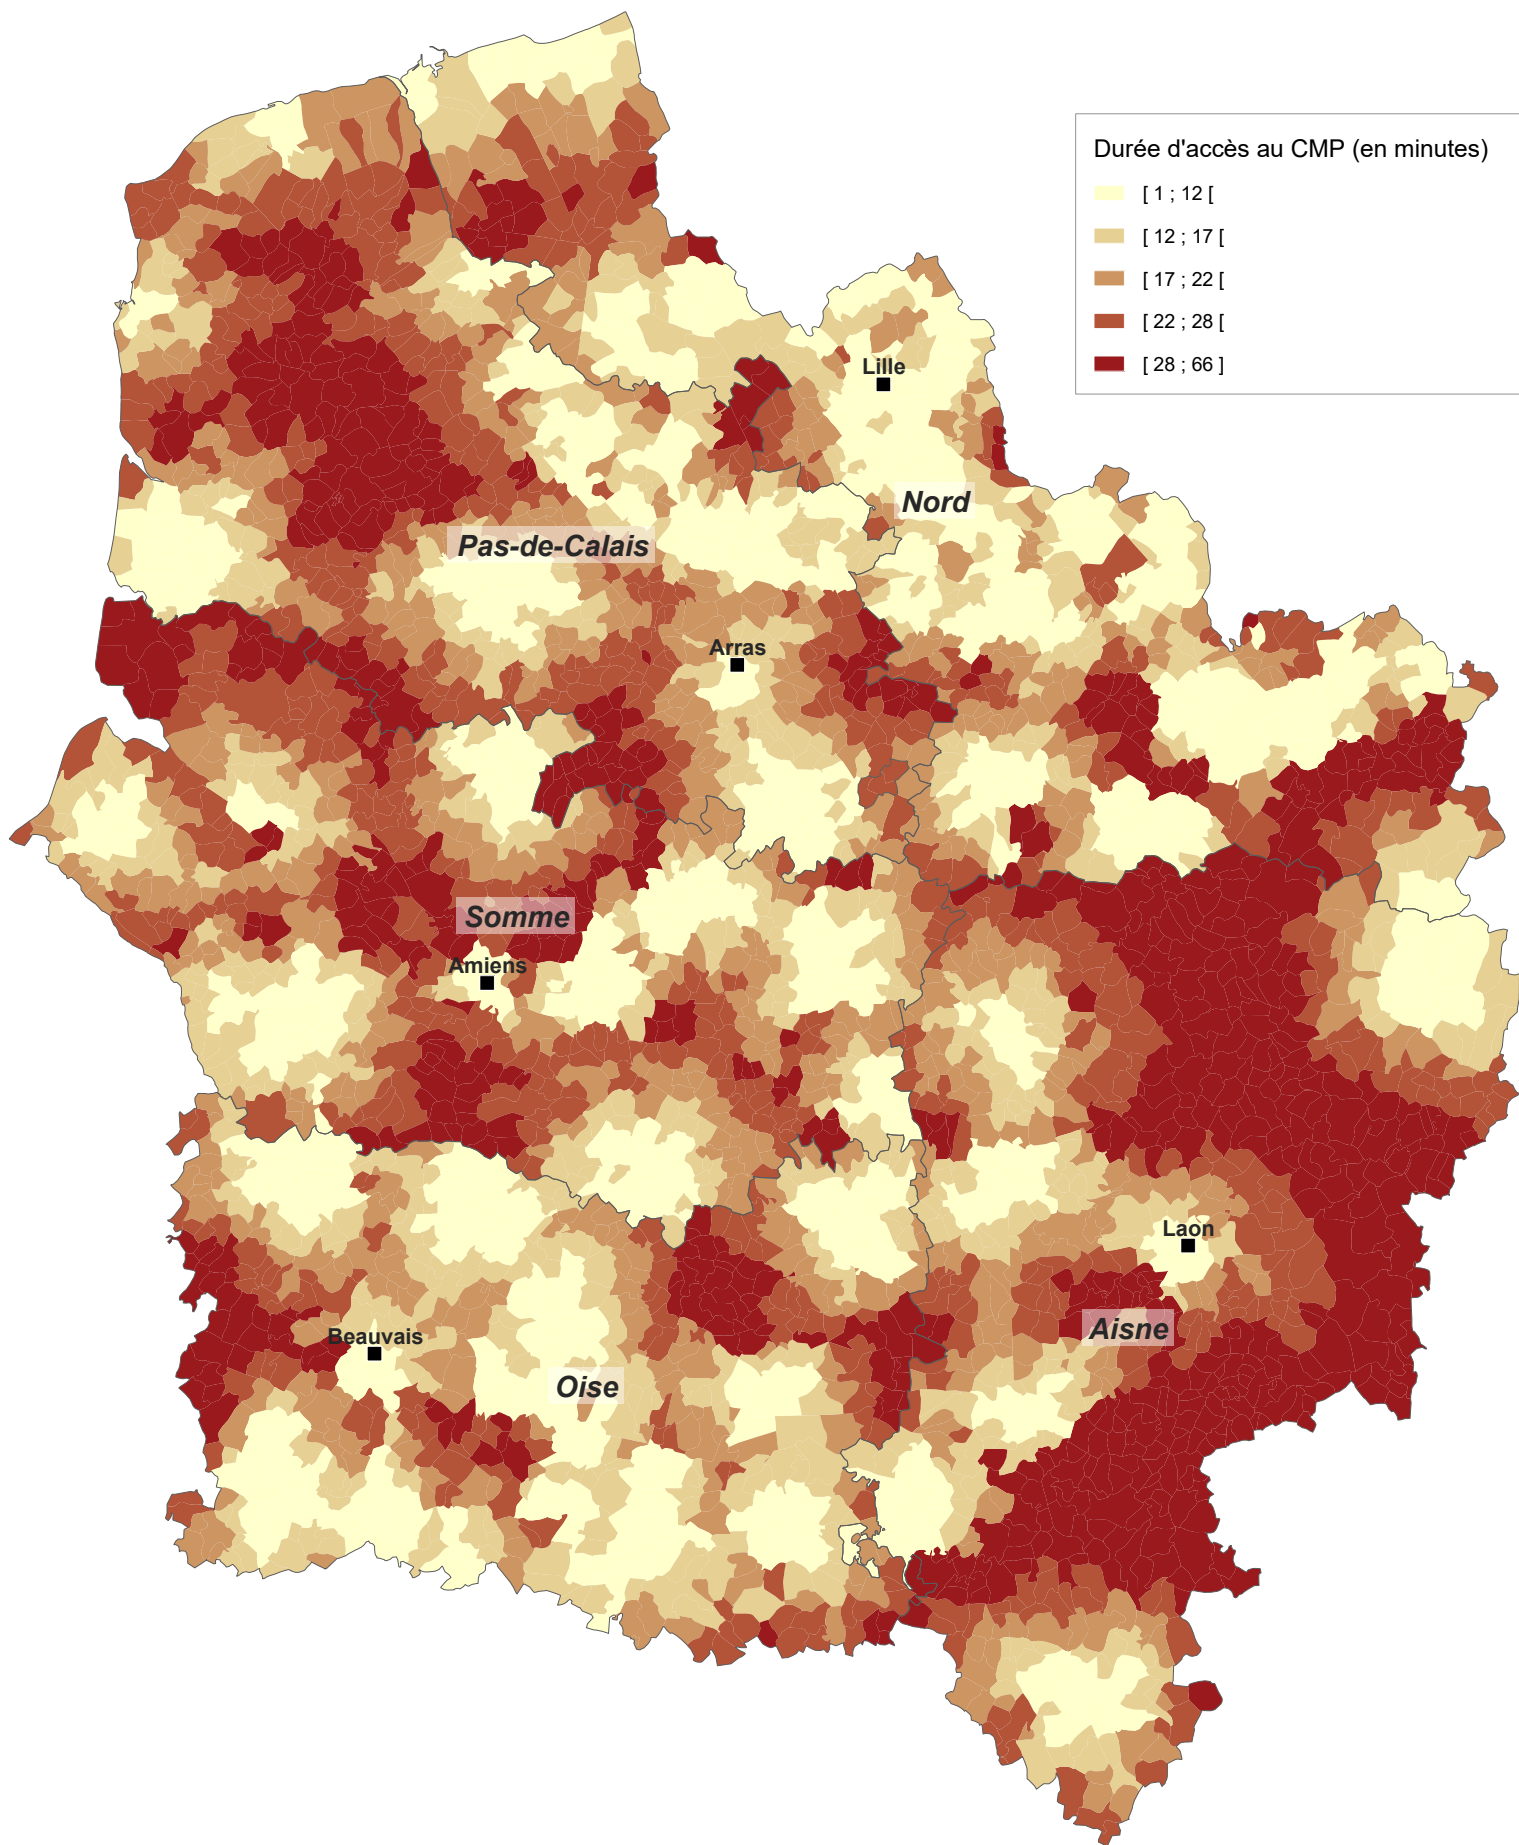 Durée d'accès au CMP (en minutes)
[ 1 ; 12 [
[ 12 ; 17 [
[ 17 ; 22 [
[ 22 ; 28 [
[ 28 ; 66 ]
Lille
Nord
Pas-de-Calais
Arras
Somme
Amiens
Laon
Aisne
Beauvais
Oise